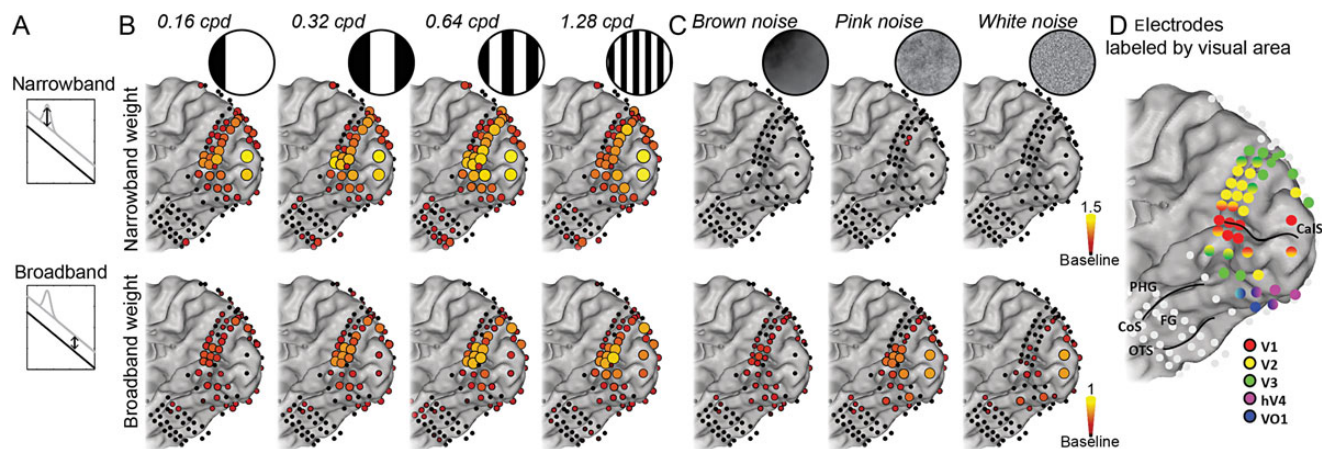 A
B
0.16 cpd
0.32 cpd
0.64 cpd
1.28 cpd
C
Brown noise
Pink noise
White noise
D Electrodes
labeled by visual area
Narrowband
Narrowband weight
1.5
Baseline
Broadband
Broadband weight
1
Baseline
CalS
PHG
CoS
FG
OTS
V1
V2
V3
hV4
VO1